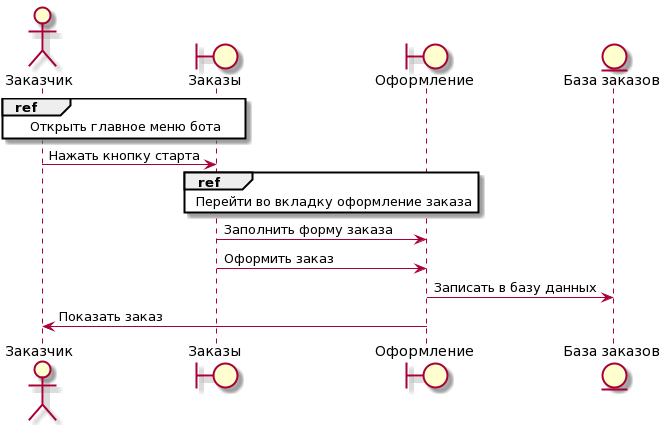 Заказчик
Заказы
Оформление
База заказов
ref
Открыть главное меню бота
Нажать кнопку старта
ref
Перейти во вкладку оформление заказа
Заполнить форму заказа
Оформить заказ
Записать в базу данных
Показать заказ
Заказчик
Заказы
Оформление
База заказов